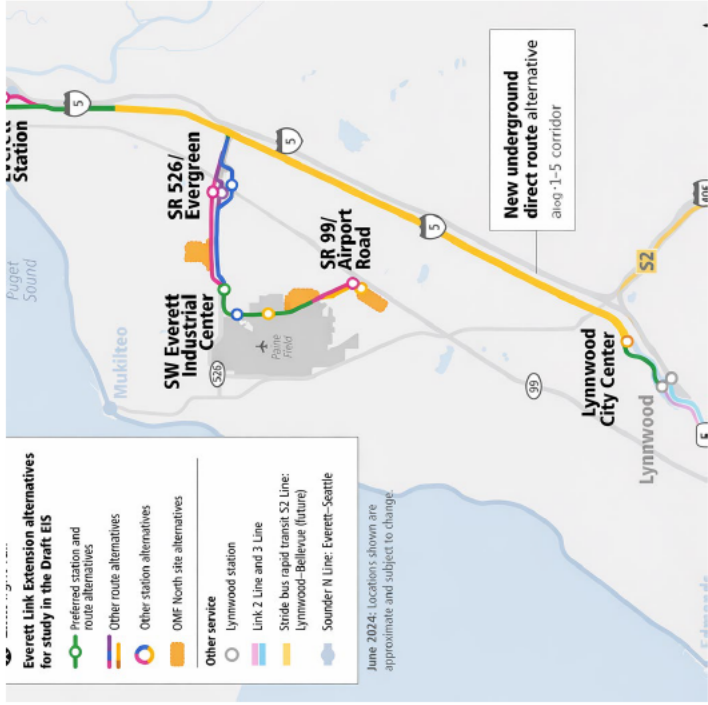 Everett Link Extension alternatives
for study in the Draft EIS
Preferred station and
route alternatives
Other route alternatives
Other station alternatives
OMF North site alternatives
Other service
Lynnwood station
Link 2 Line and 3 Line
Stride bus rapid transit S2 Line:
Lynnwood–Bellevue (future)
Sounder N Line: Everett–Seattle
June 2024: Locations shown are
approximate and subject to change.
Puget
Sound
Mukilteo
Station
5
SR 526/
Evergreen
5
SW Everett
Industrial
Center
526
Paine
Field
SR 99/
Airport
Road
5
New underground
direct route alternative
alog·1–5 corridor
99
S2
Lynnwood
City Center
Lynnwood